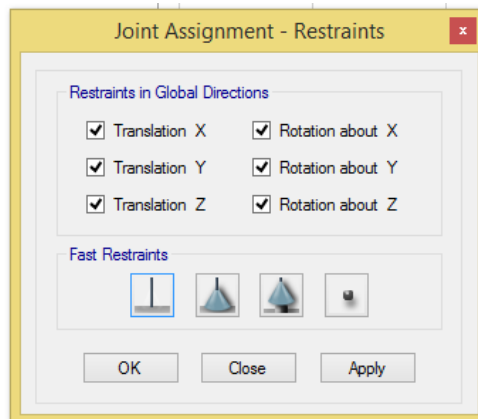 Joint Assignment - Restraints
x
Restraints in Global Directions
Translation X
Rotation about X
Translation Y
Rotation about Y
Translation Z
Rotation about Z
Fast Restraints
OK
Close
Apply